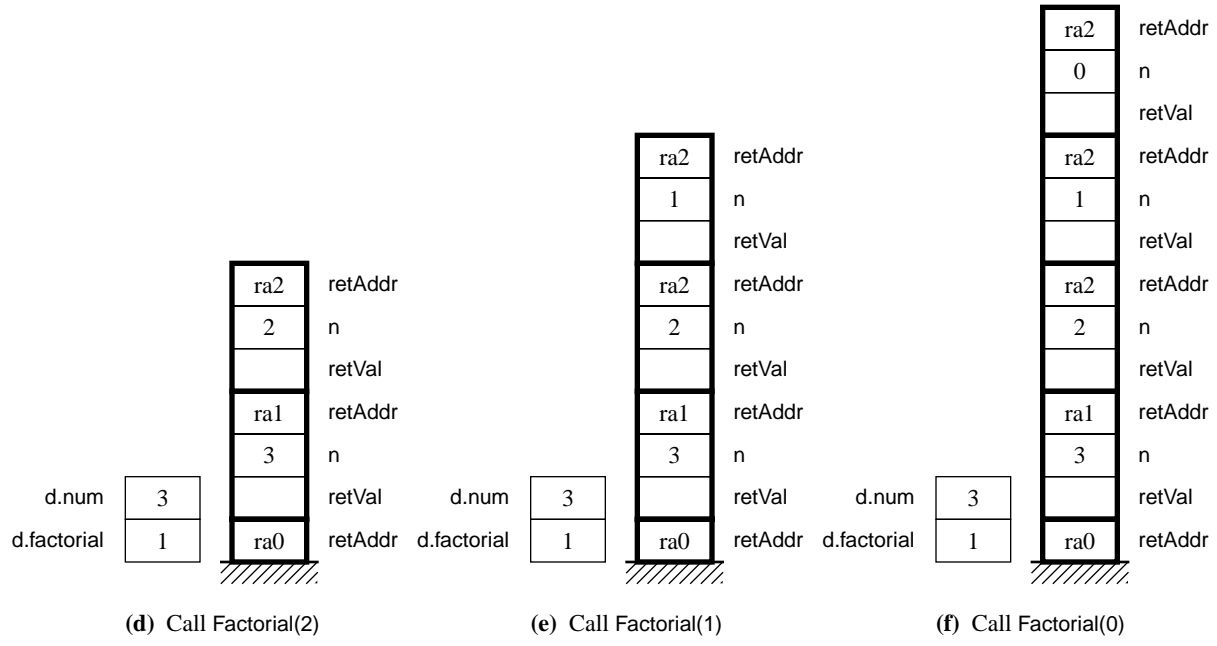 ra2 retAddr
0 n
retVal
ra2 retAddr ra2 retAddr
1 n 1 n
retVal retVal
ra2 retAddr ra2 retAddr ra2 retAddr
2 n 2 n 2 n
retVal retVal retVal
ra1 retAddr ra1 retAddr ra1 retAddr
3 n 3 n 3 n
d.num 3 retVal d.num 3 retVal d.num 3 retVal
d.factorial 1 ra0 retAddr d.factorial 1 ra0 retAddr d.factorial 1 ra0 retAddr
(d) Call Factorial(2) (e) Call Factorial(1) (f) Call Factorial(0)